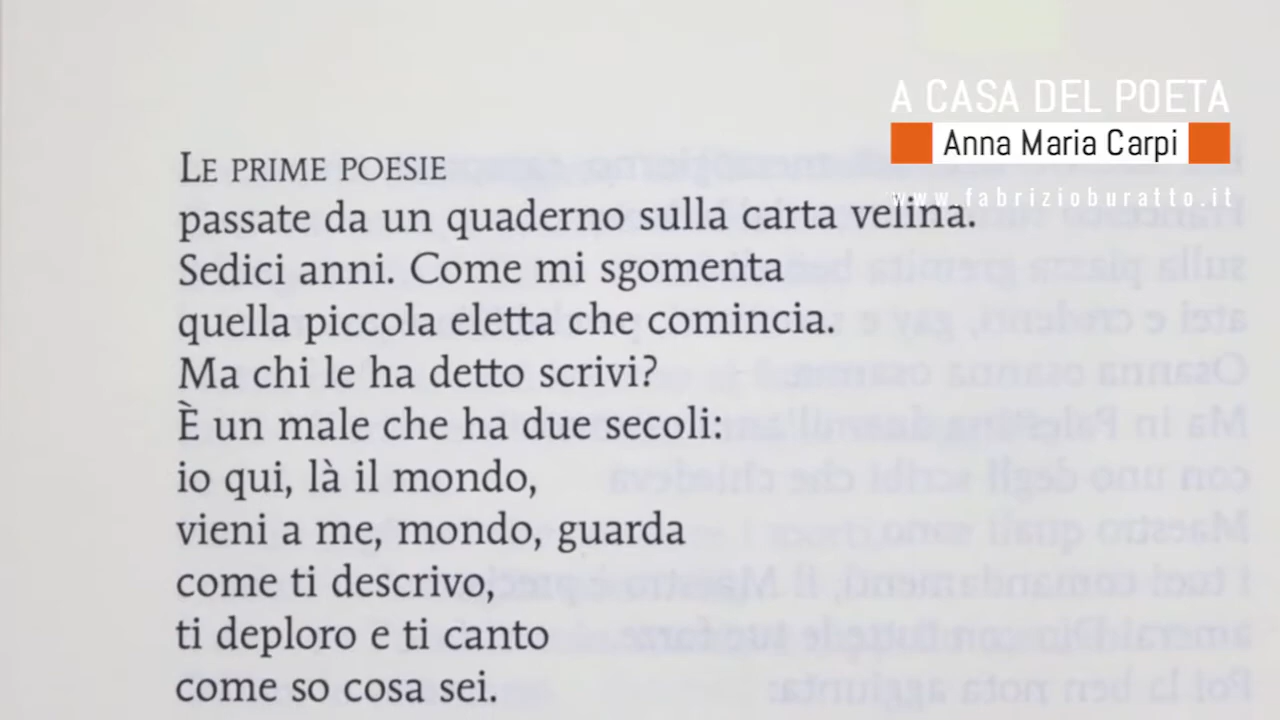 A CASA DEL POETA
Anna Maria Carpi
www.fabrizioburatto.it
LE PRIME POESIE
passate da un quaderno sulla carta velina.
Sedici anni. Come mi sgomenta
quella piccola eletta che comincia.
Ma chi le ha detto scrivi?
È un male che ha due secoli:
io qui, là il mondo,
vieni a me, mondo, guarda
come ti descrivo,
ti deploro e ti canto
come so cosa sei.